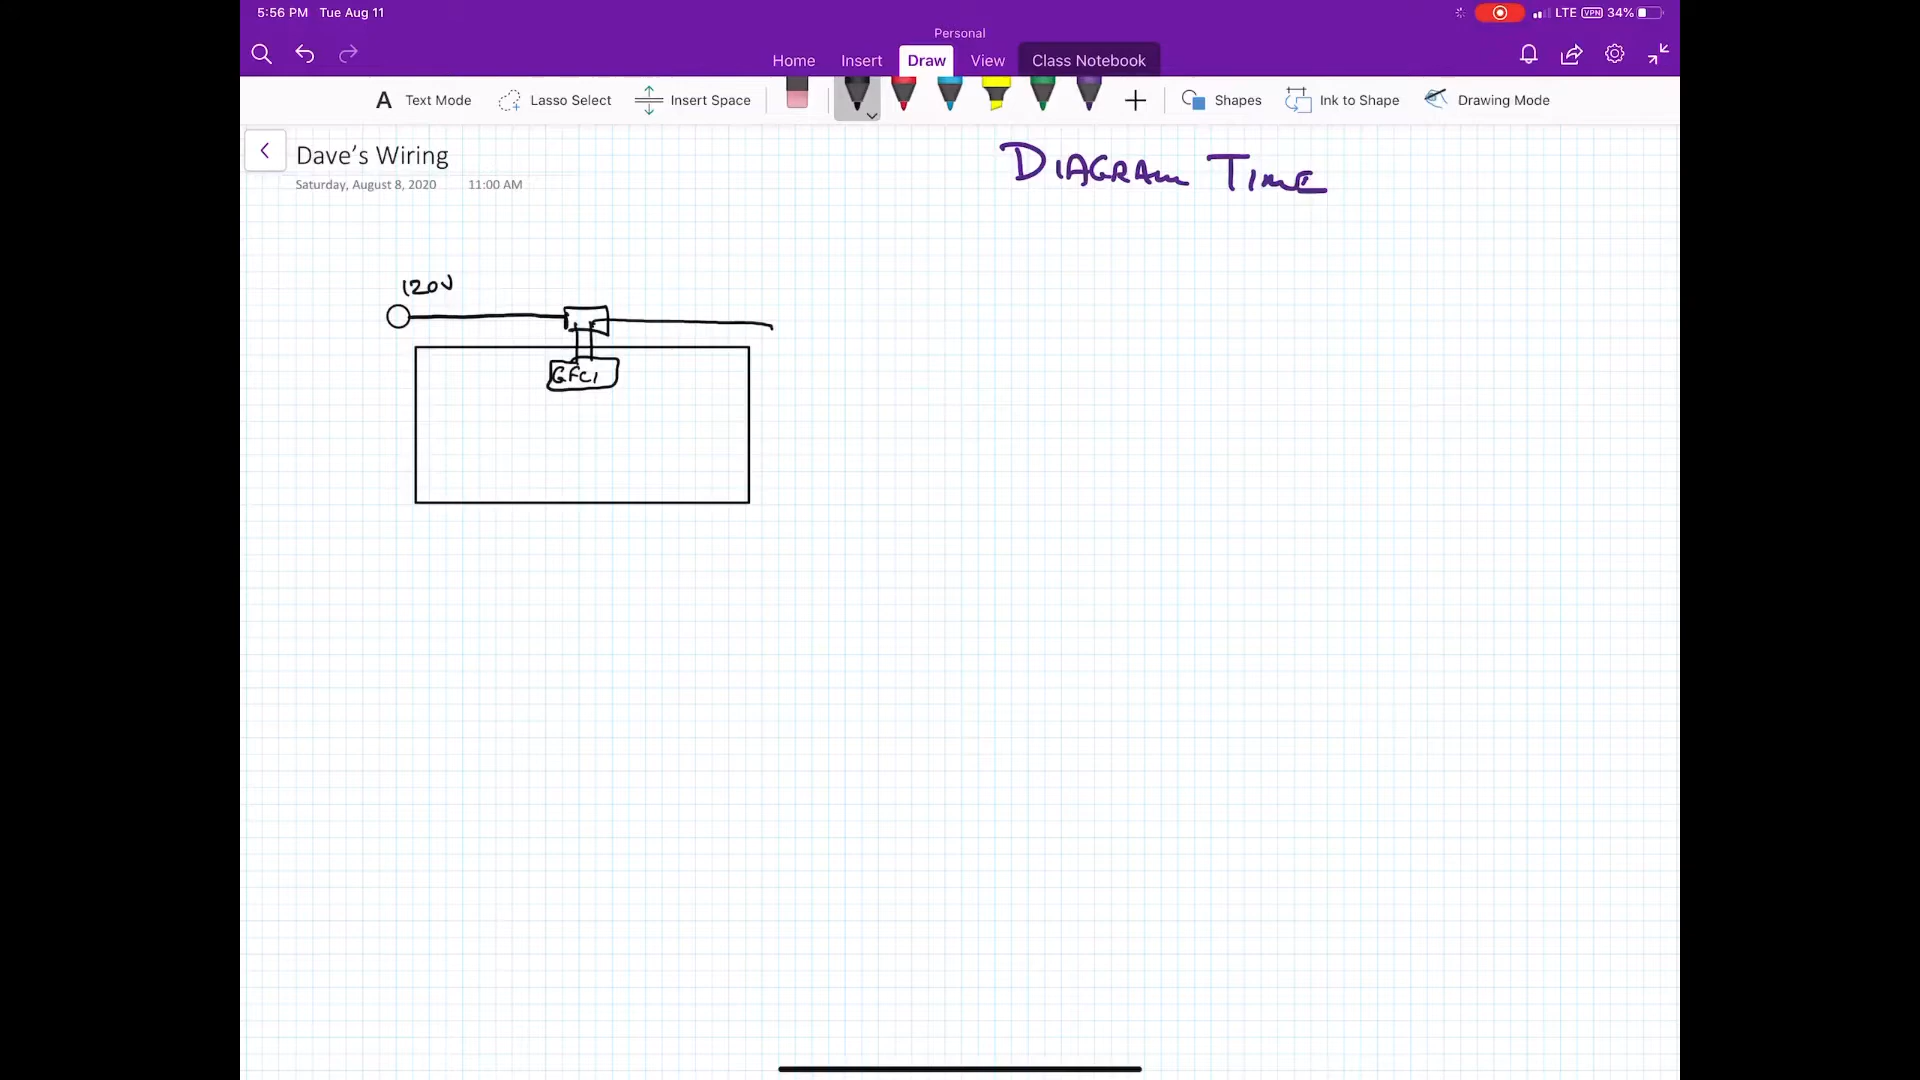 5:56 PM Tue Aug 11
LTE VPN 34%
Personal
Home Insert Draw View Class Notebook
A Text Mode Lasso Select Insert Space Shapes Ink to Shape Drawing Mode
Dave's Wiring
Saturday, August 8, 2020 11:00 AM
DIAGRAM TIME
120V
GFCI